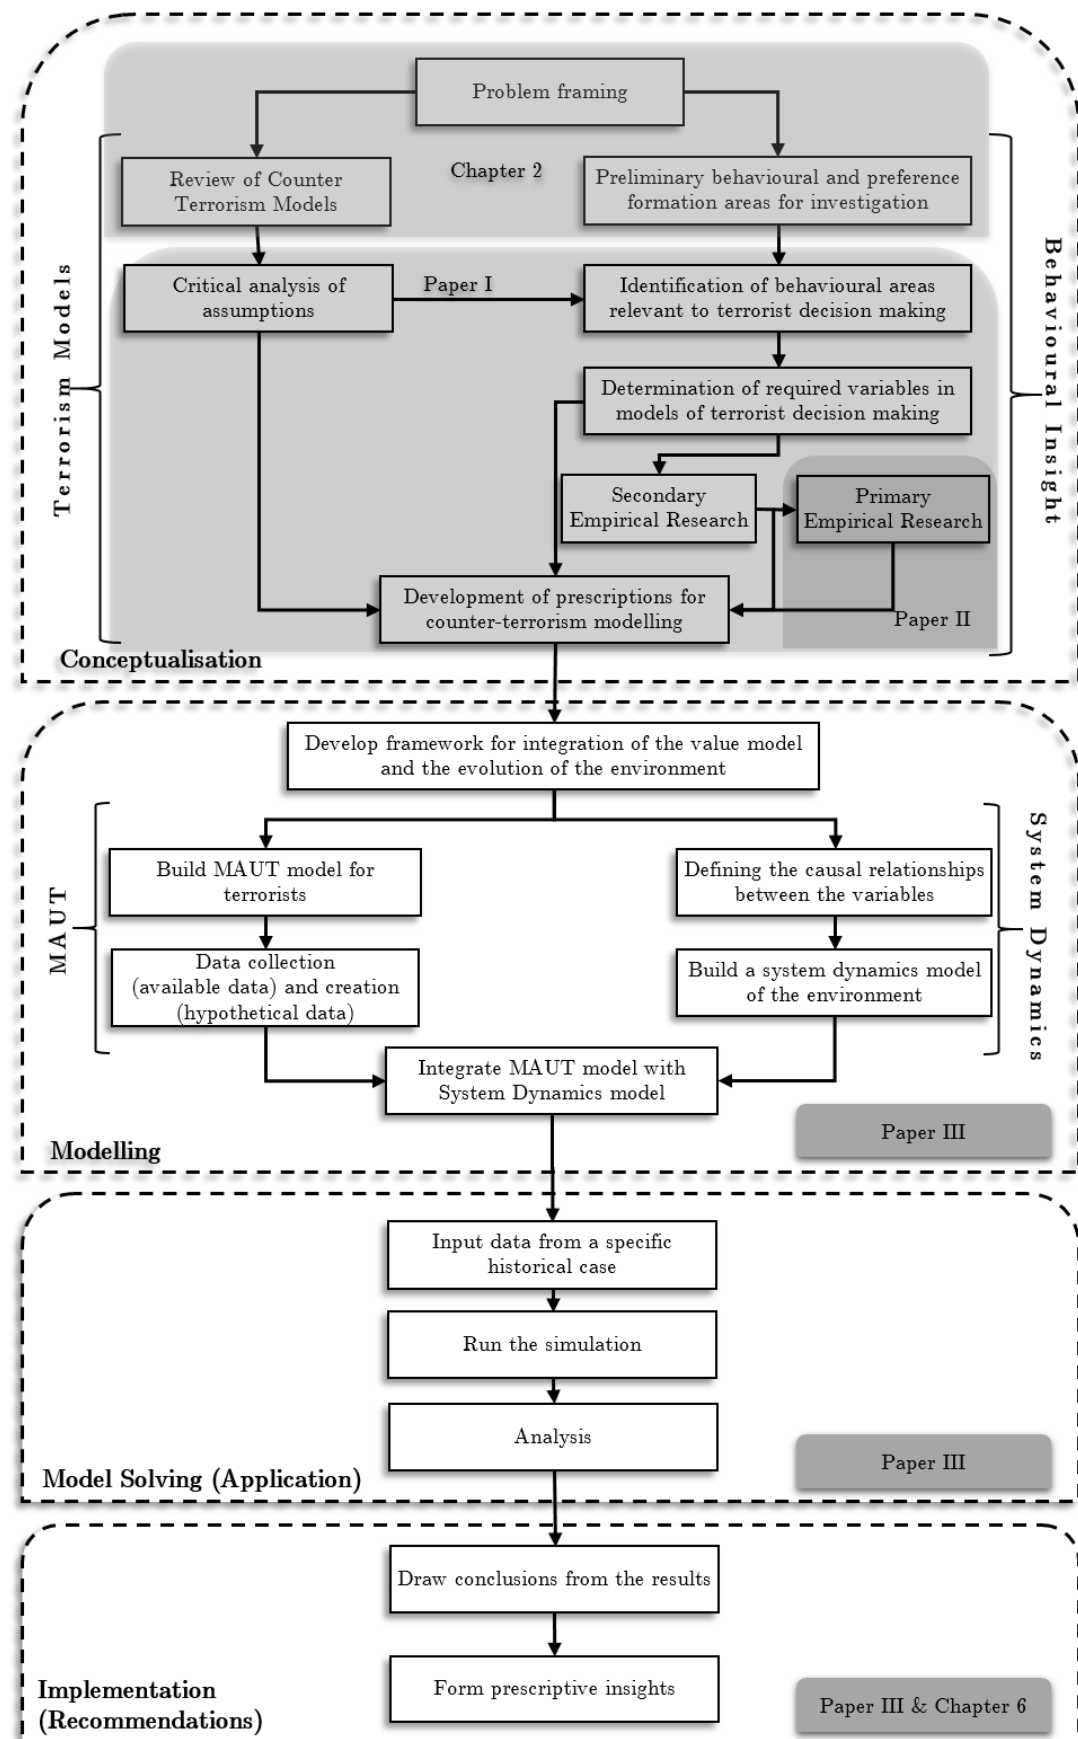 Problem framing
Chapter 2
Review of Counter
Terrorism Models
Preliminary behavioural and preference
formation areas for investigation
Terrorism Models
Behavioural Insight
Critical analysis of
assumptions
Paper I
Identification of behavioural areas
relevant to terrorist decision making
Determination of required variables in
models of terrorist decision making
Secondary
Empirical Research
Primary
Empirical Research
Development of prescriptions for
counter-terrorism modelling
Paper II
Conceptualisation
Develop framework for integration of the value model
and the evolution of the environment
MAUT
System Dynamics
Build MAUT model for
terrorists
Defining the causal relationships
between the variables
Data collection
(available data) and creation
(hypothetical data)
Build a system dynamics model
of the environment
Integrate MAUT model with
System Dynamics model
Paper III
Modelling
Input data from a specific
historical case
Run the simulation
Analysis
Paper III
Model Solving (Application)
Draw conclusions from the results
Form prescriptive insights
Implementation
(Recommendations)
Paper III & Chapter 6